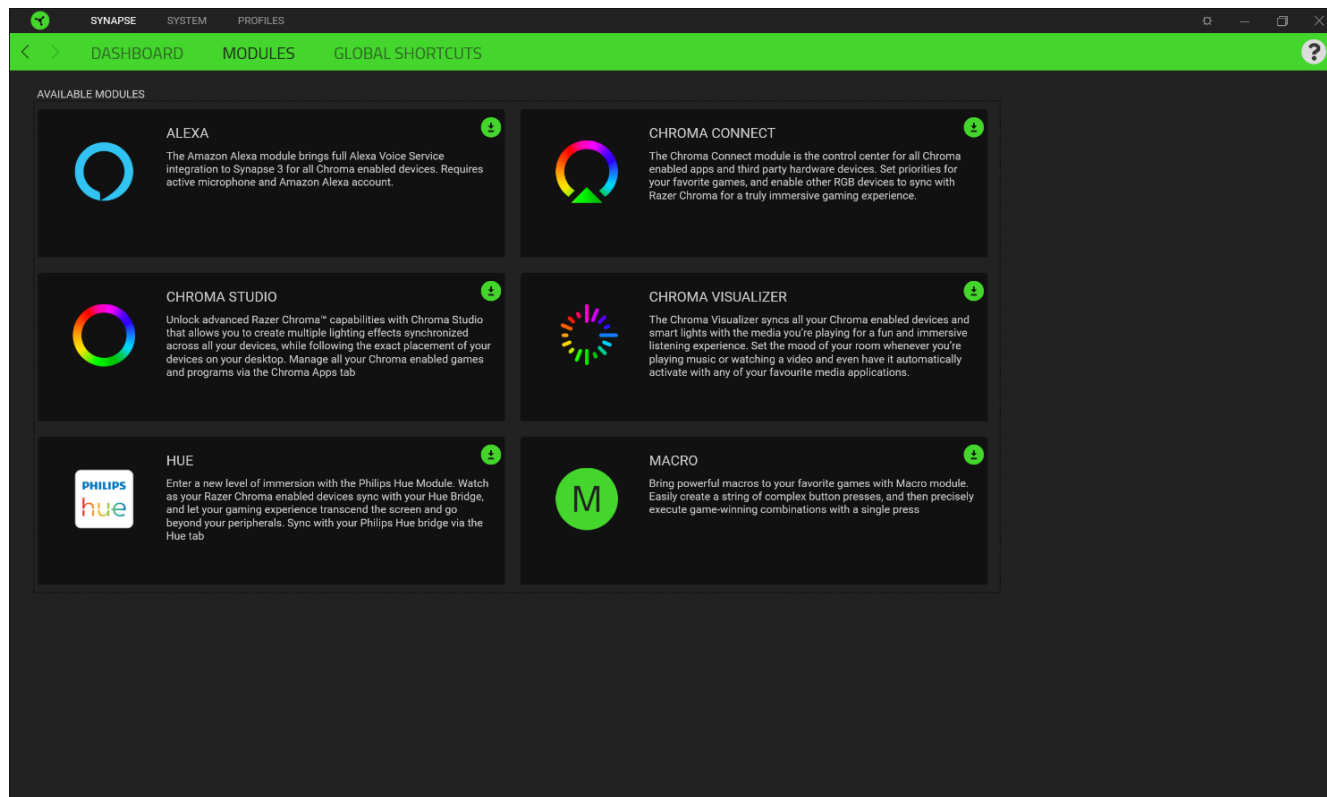 SYNAPSE SYSTEM PROFILES
DASHBOARD MODULES GLOBAL SHORTCUTS
?
AVAILABLE MODULES
ALEXA
The Amazon Alexa module brings full Alexa Voice Service
integration to Synapse 3 for all Chroma enabled devices. Requires
active microphone and Amazon Alexa account.
CHROMA CONNECT
The Chroma Connect module is the control center for all Chroma
enabled apps and third party hardware devices. Set priorities for
your favorite games, and enable other RGB devices to sync with
Razer Chroma for a truly immersive gaming experience.
CHROMA STUDIO
Unlock advanced Razer Chroma™ capabilities with Chroma Studio
that allows you to create multiple lighting effects synchronized
across all your devices, while following the exact placement of your
devices on your desktop. Manage all your Chroma enabled games
and programs via the Chroma Apps tab
CHROMA VISUALIZER
The Chroma Visualizer syncs all your Chroma enabled devices and
smart lights with the media you're playing for a fun and immersive
listening experience. Set the mood of your room whenever you're
playing music or watching a video and even have it automatically
activate with any of your favourite media applications.
PHILIPS
hue
HUE
Enter a new level of immersion with the Philips Hue Module. Watch
as your Razer Chroma enabled devices sync with your Hue Bridge,
and let your gaming experience transcend the screen and go
beyond your peripherals. Sync with your Philips Hue bridge via the
Hue tab
M
MACRO
Bring powerful macros to your favorite games with Macro module.
Easily create a string of complex button presses, and then precisely
execute game-winning combinations with a single press